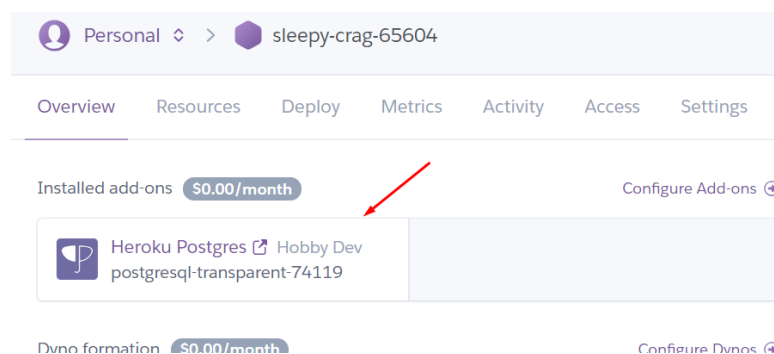 Personal > sleepy-crag-65604
Overview Resources Deploy Metrics Activity Access Settings
Installed add-ons $0.00/month Configure Add-ons
Heroku Postgres Hobby Dev
postgresql-transparent-74119
Dyno formation $0.00/month Configure Dynos